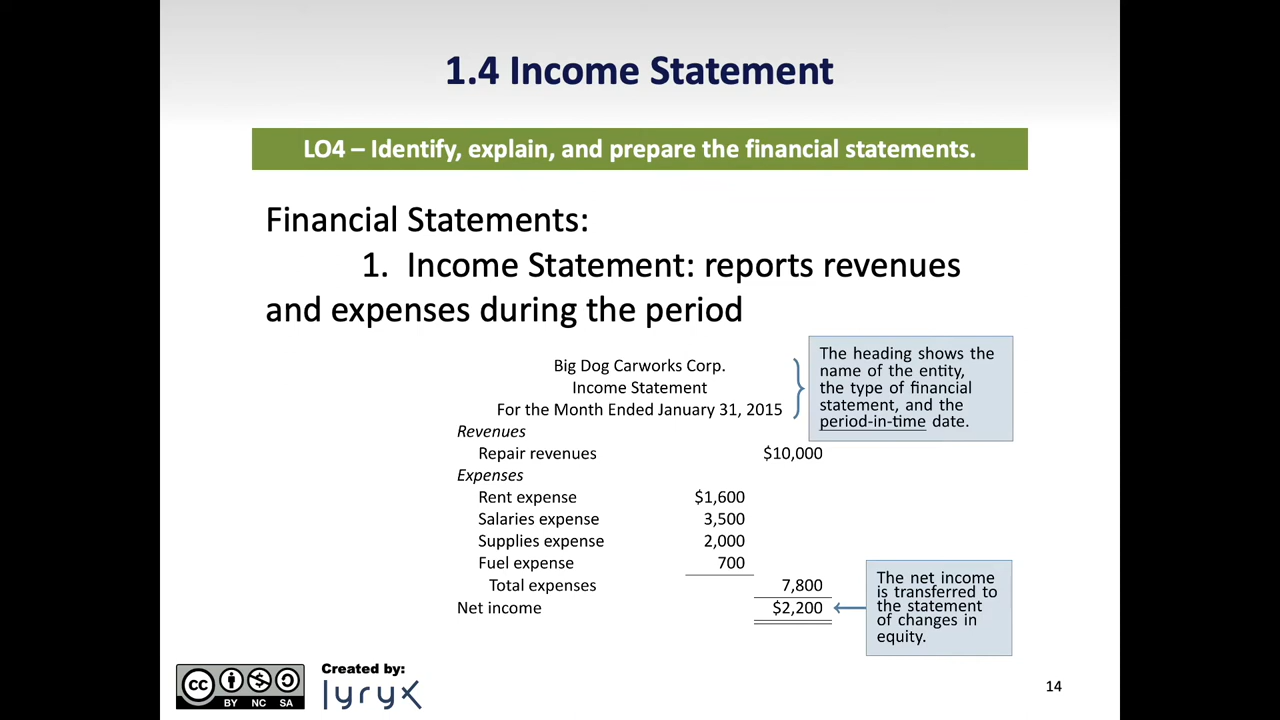 1.4 Income Statement
LO4 – Identify, explain, and prepare the financial statements.
Financial Statements:
1. Income Statement: reports revenues
and expenses during the period
Big Dog Carworks Corp.
Income Statement
For the Month Ended January 31, 2015
The heading shows the
name of the entity,
the type of financial
statement, and the
period-in-time date.
Revenues
Repair revenues $10,000
Expenses
Rent expense $1,600
Salaries expense 3,500
Supplies expense 2,000
Fuel expense 700
Total expenses 7,800
Net income $2,200
The net income
is transferred to
the statement
of changes in
equity.
cc BY NC SA
Created by:
lyryx
14